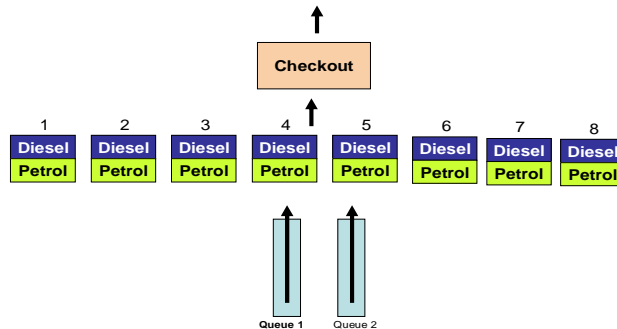 Checkout
1 2 3 4 5 6 7 8
Diesel Diesel Diesel Diesel Diesel Diesel Diesel Diesel
Petrol Petrol Petrol Petrol Petrol Petrol Petrol Petrol
Queue 1 Queue 2